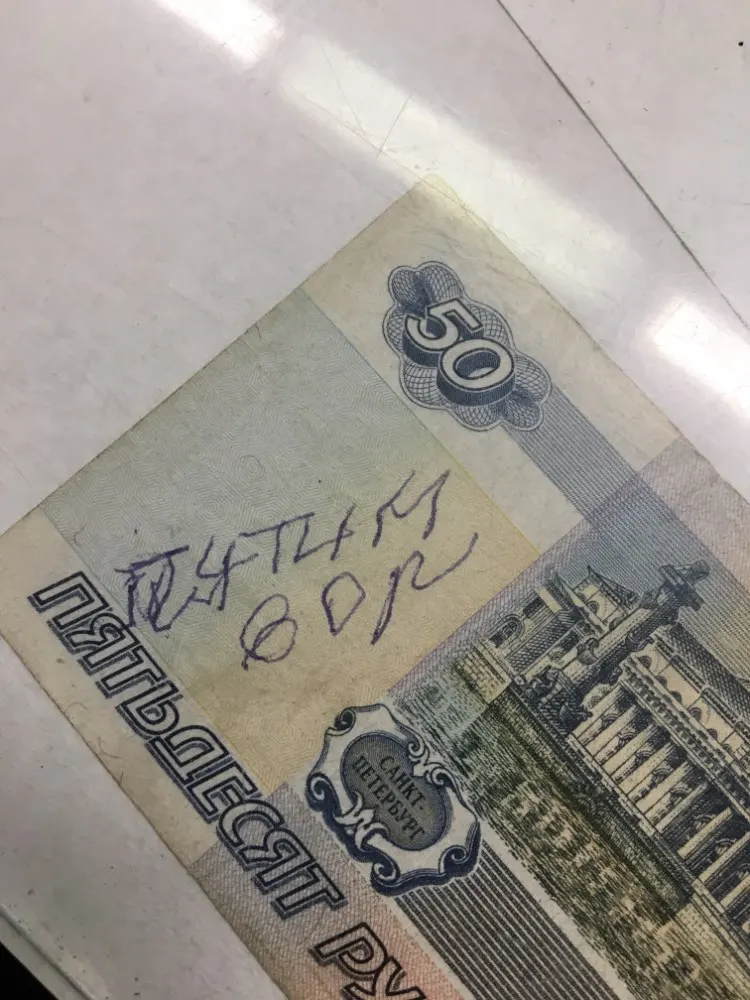 50
ПУТИН
ВОР
САНКТ-
ПЕТЕРБУРГ
ПЯТЬДЕСЯТ РУ